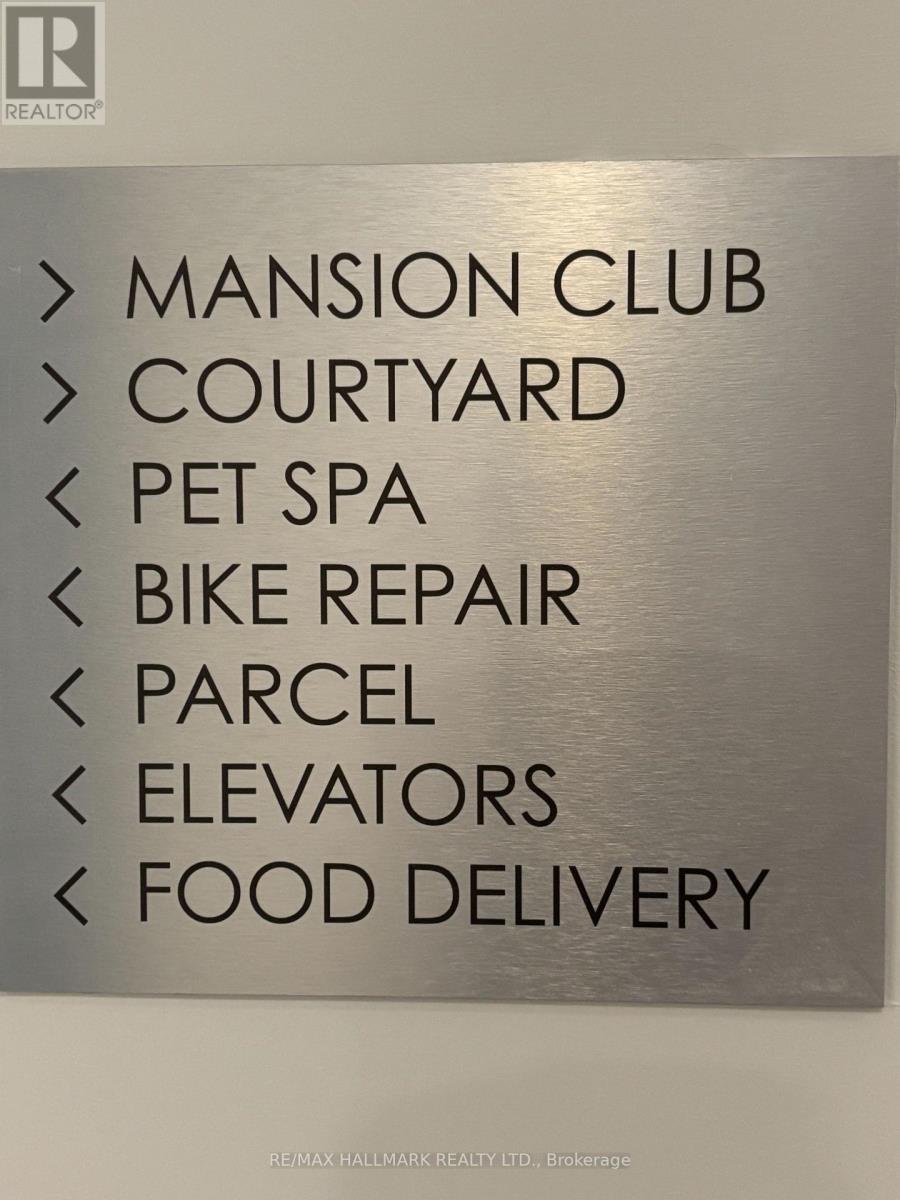 R
REALTOR®
> MANSION CLUB
> COURTYARD
< PET SPA
< BIKE REPAIR
< PARCEL
< ELEVATORS
< FOOD DELIVERY
RE/MAX HALLMARK REALTY LTD., Brokerage